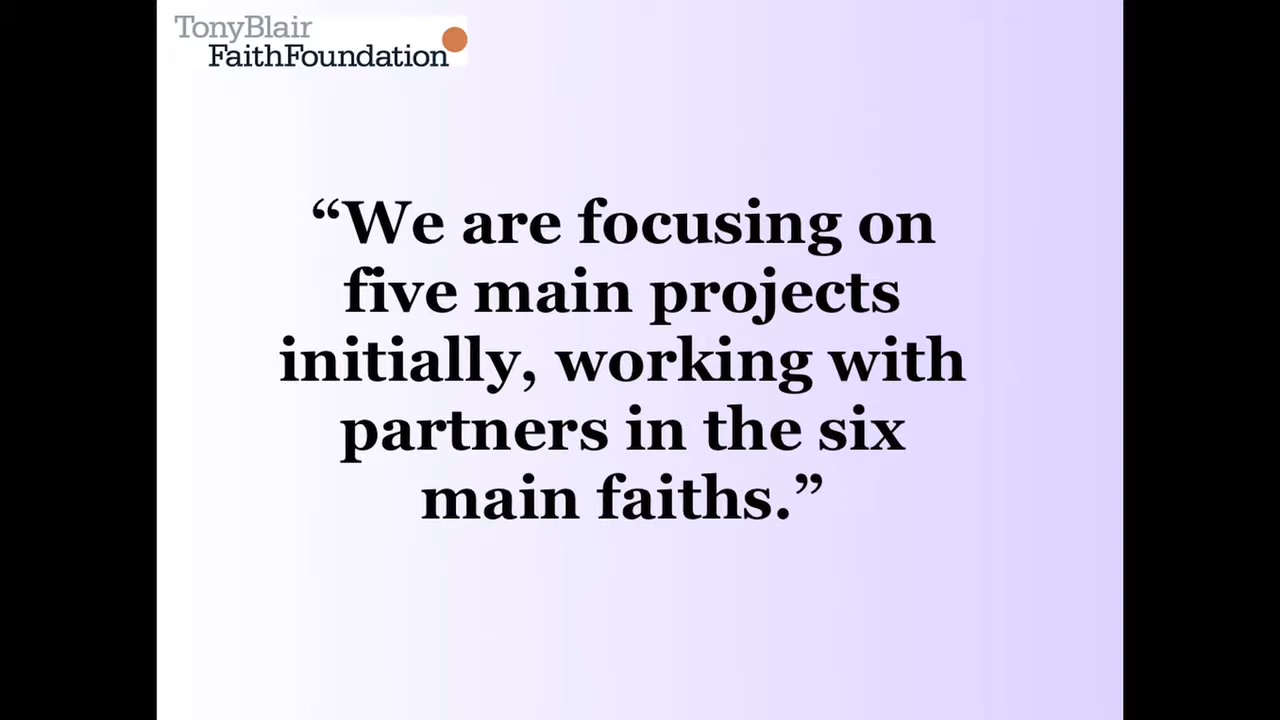 TonyBlair
FaithFoundation
“We are focusing on
five main projects
initially, working with
partners in the six
main faiths.”